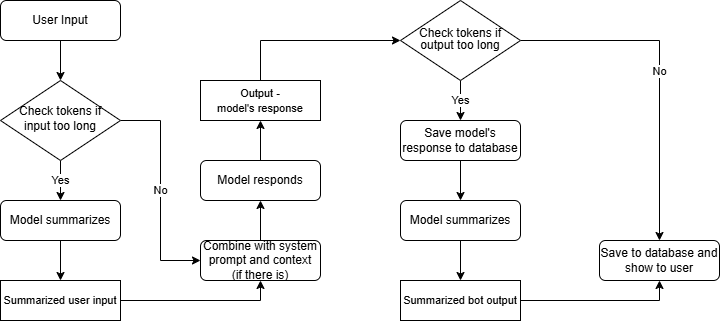 User Input
Check tokens if
input too long
Yes
No
Model summarizes
Summarized user input
Combine with system
prompt and context
(if there is)
Model responds
Output -
model's response
Check tokens if
output too long
Yes
No
Save model's
response to database
Model summarizes
Summarized bot output
Save to database and
show to user